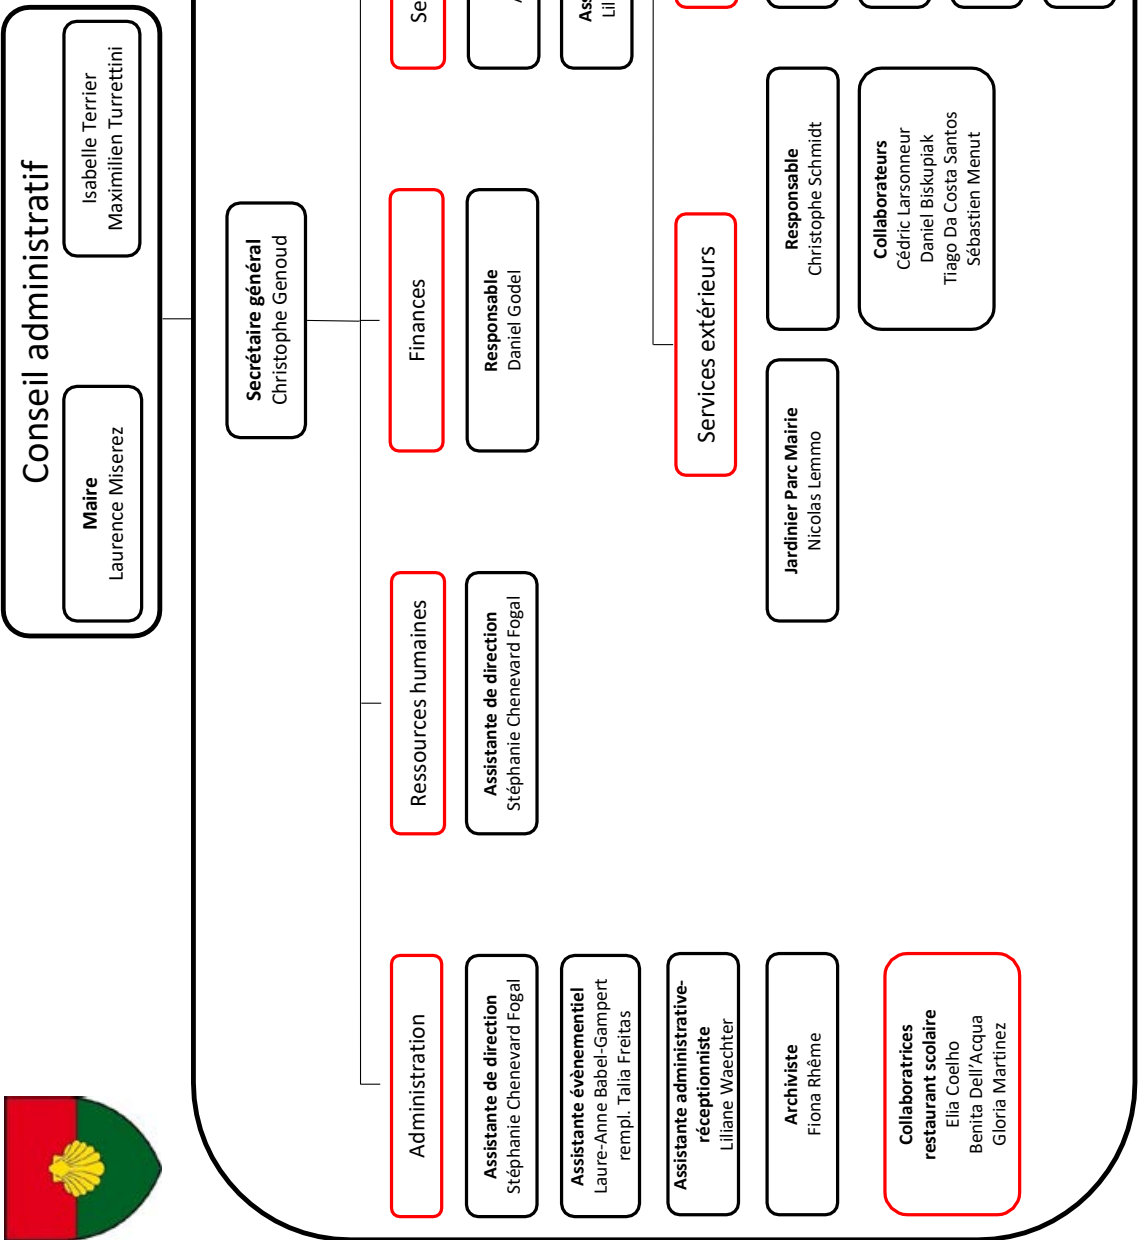 Conseil administratif
Maire
Laurence Miserez
Isabelle Terrier
Maximilien Turrettini
Secrétaire général
Christophe Genoud
Administration
Assistante de direction
Stéphanie Chenevard Fogal
Assistante évènementiel
Laure-Anne Babel-Gampert
rempl. Talia Freitas
Assistante administrative-
réceptionniste
Liliane Waechter
Archiviste
Fiona Rhême
Collaboratrices
restaurant scolaire
Elia Coelho
Benita Dell'Acqua
Gloria Martinez
Ressources humaines
Assistante de direction
Stéphanie Chenevard Fogal
Finances
Responsable
Daniel Godel
Services extérieurs
Jardinier Parc Mairie
Nicolas Lemmo
Responsable
Christophe Schmidt
Collaborateurs
Cédric Larsonneur
Daniel Biskupiak
Tiago Da Costa Santos
Sébastien Menut